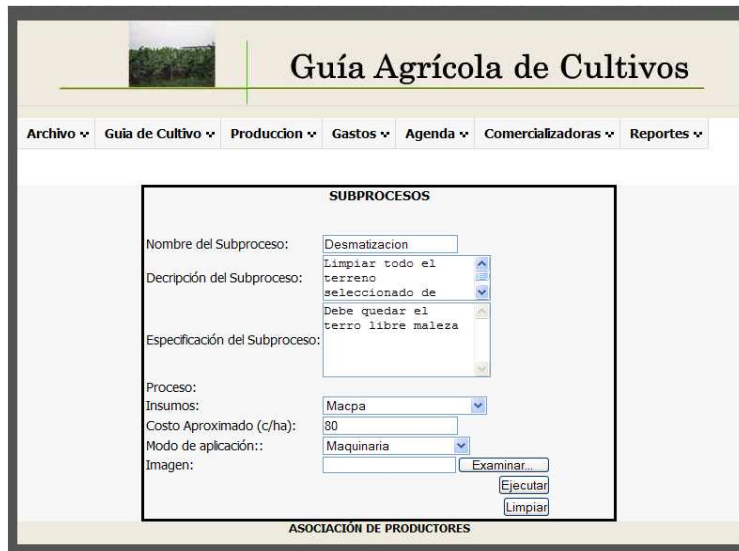 Guía Agrícola de Cultivos
Archivo Guia de Cultivo Produccion Gastos Agenda Comercializadoras Reportes
SUBPROCESOS
Nombre del Subproceso: Desmatizacion
Decripción del Subproceso: Limpiar todo el
terreno
seleccionado de
Especificación del Subproceso: Debe quedar el
terro libre maleza
Proceso:
Insumos: Macpa
Costo Aproximado (c/ha): 80
Modo de aplicación:: Maquinaria
Imagen: Examinar...
Ejecutar
Limpiar
ASOCIACIÓN DE PRODUCTORES